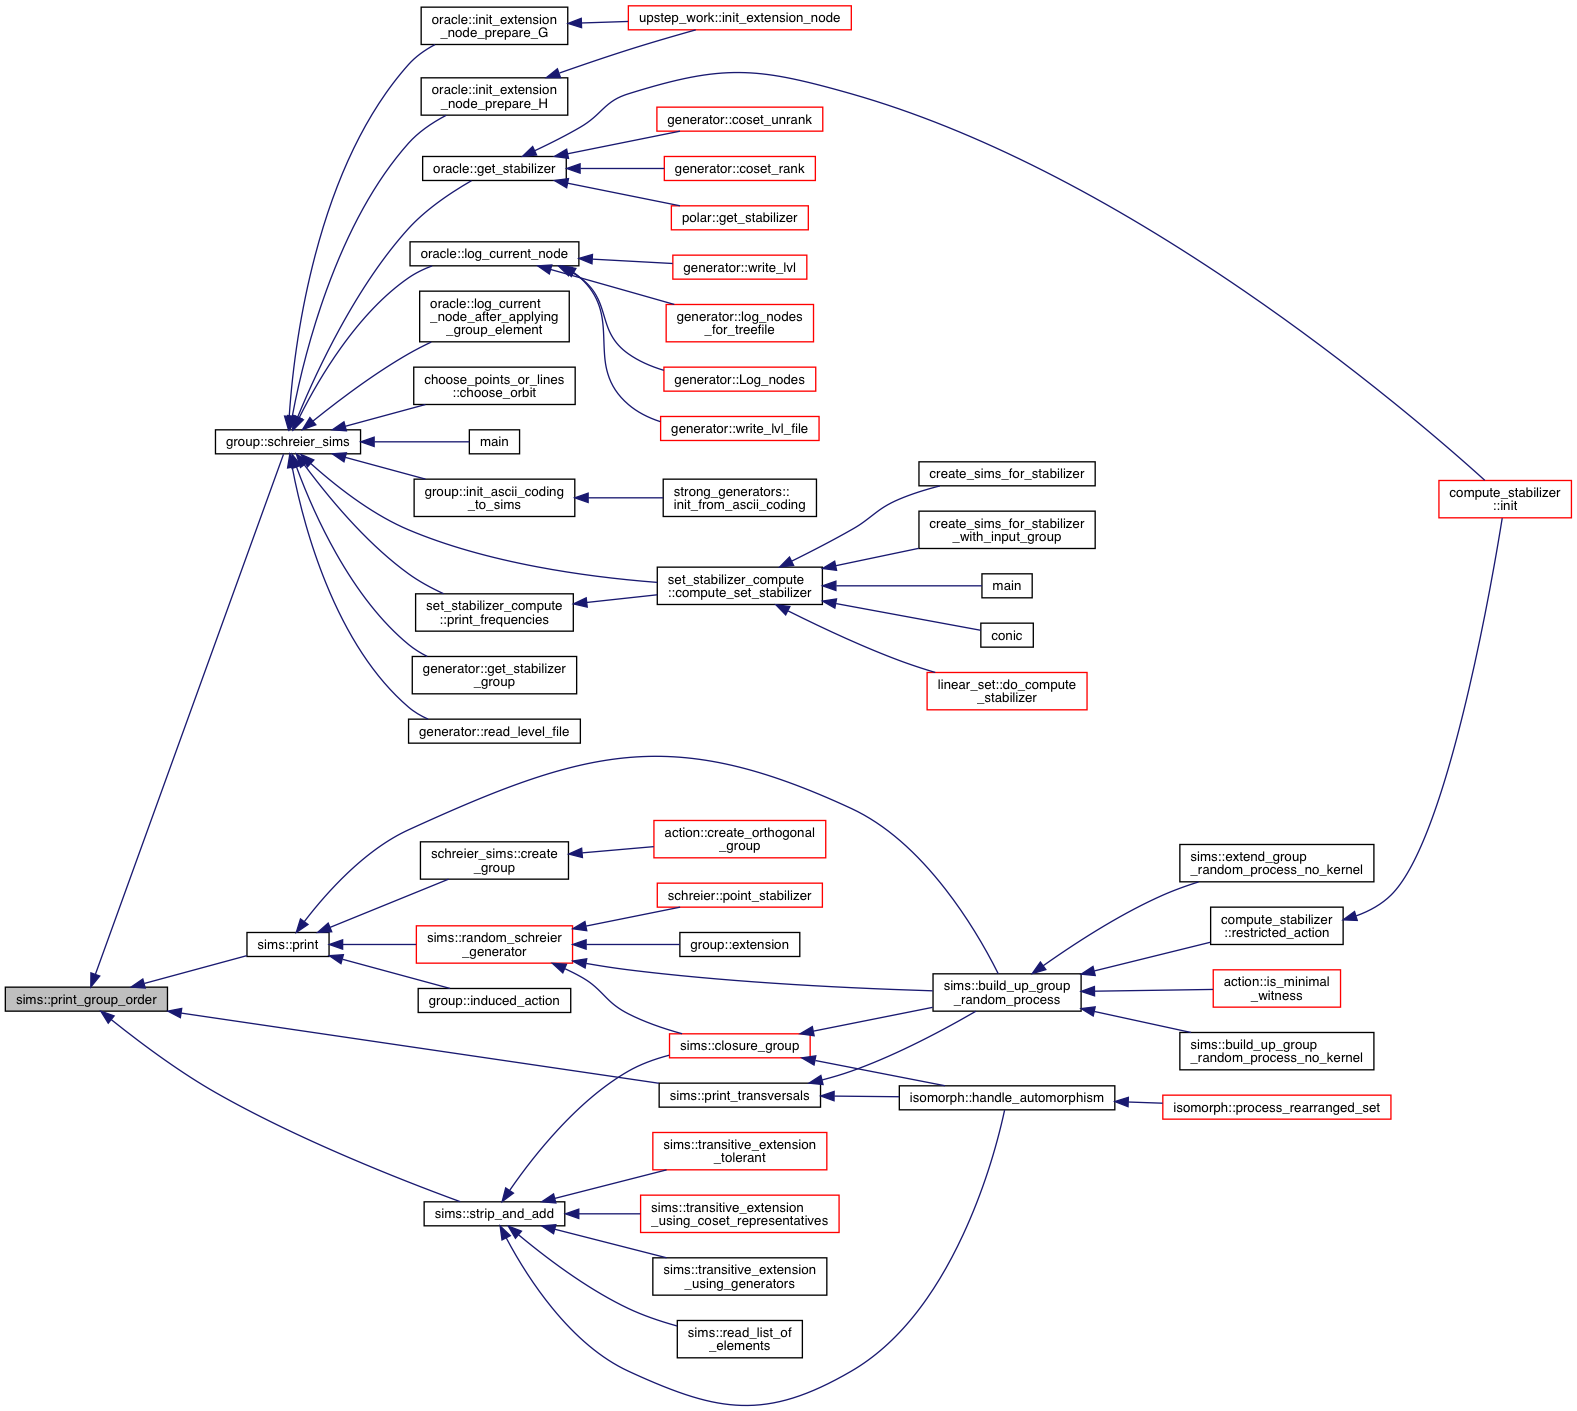 oracle::init_extension
_node_prepare_G
upstep_work::init_extension_node
oracle::init_extension
_node_prepare_H
generator::coset_unrank
oracle::get_stabilizer
generator::coset_rank
polar::get_stabilizer
oracle::log_current_node
generator::write_lvl
oracle::log_current
_node_after_applying
_group_element
generator::log_nodes
_for_treefile
choose_points_or_lines
::choose_orbit
generator::Log_nodes
generator::write_lvl_file
group::schreier_sims
main
group::init_ascii_coding
_to_sims
strong_generators::
init_from_ascii_coding
create_sims_for_stabilizer
create_sims_for_stabilizer
_with_input_group
compute_stabilizer
::init
set_stabilizer_compute
::compute_set_stabilizer
main
set_stabilizer_compute
::print_frequencies
conic
generator::get_stabilizer
_group
linear_set::do_compute
_stabilizer
generator::read_level_file
action::create_orthogonal
_group
schreier_sims::create
_group
sims::extend_group
_random_process_no_kernel
schreier::point_stabilizer
compute_stabilizer
::restricted_action
sims::print
sims::random_schreier
_generator
group::extension
sims::print_group_order
group::induced_action
sims::build_up_group
_random_process
action::is_minimal
_witness
sims::closure_group
sims::build_up_group
_random_process_no_kernel
sims::print_transversals
isomorph::handle_automorphism
isomorph::process_rearranged_set
sims::transitive_extension
_tolerant
sims::strip_and_add
sims::transitive_extension
_using_coset_representatives
sims::transitive_extension
_using_generators
sims::read_list_of
_elements